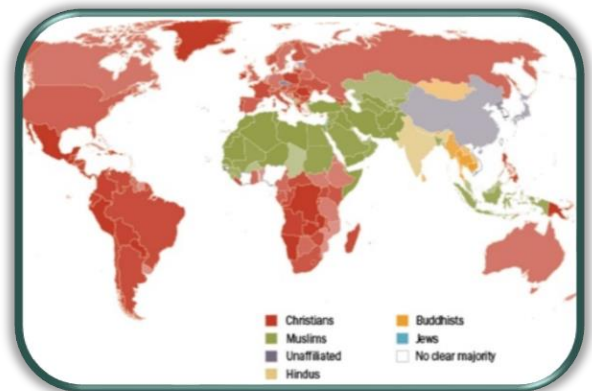 Christians
Muslims
Unaffiliated
Hindus
Buddhists
Jews
No clear majority